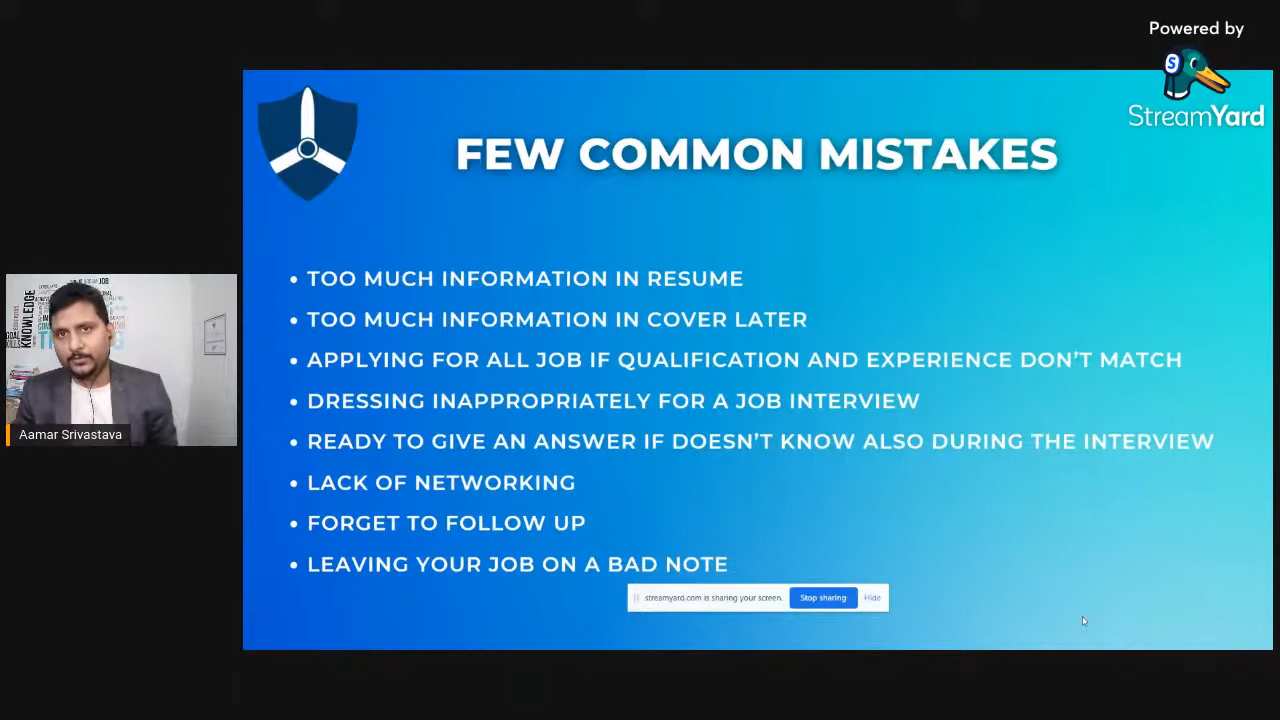 Powered by
StreamYard
FEW COMMON MISTAKES
• TOO MUCH INFORMATION IN RESUME
• TOO MUCH INFORMATION IN COVER LATER
• APPLYING FOR ALL JOB IF QUALIFICATION AND EXPERIENCE DON'T MATCH
• DRESSING INAPPROPRIATELY FOR A JOB INTERVIEW
• READY TO GIVE AN ANSWER IF DOESN'T KNOW ALSO DURING THE INTERVIEW
• LACK OF NETWORKING
• FORGET TO FOLLOW UP
• LEAVING YOUR JOB ON A BAD NOTE
streamyard.com is sharing your screen.
Stop sharing
Hide
KNOWLEDGE
Aamar Srivastava